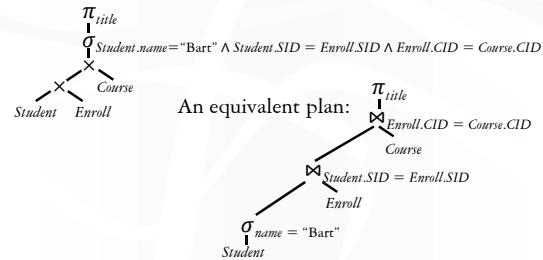 π title
σ Student.name="Bart" ∧ Student.SID = Enroll.SID ∧ Enroll.CID = Course.CID
×
× Course
Student Enroll
An equivalent plan:
π title
⋈ Enroll.CID = Course.CID
Course
⋈ Student.SID = Enroll.SID
Enroll
σ name = “Bart”
Student